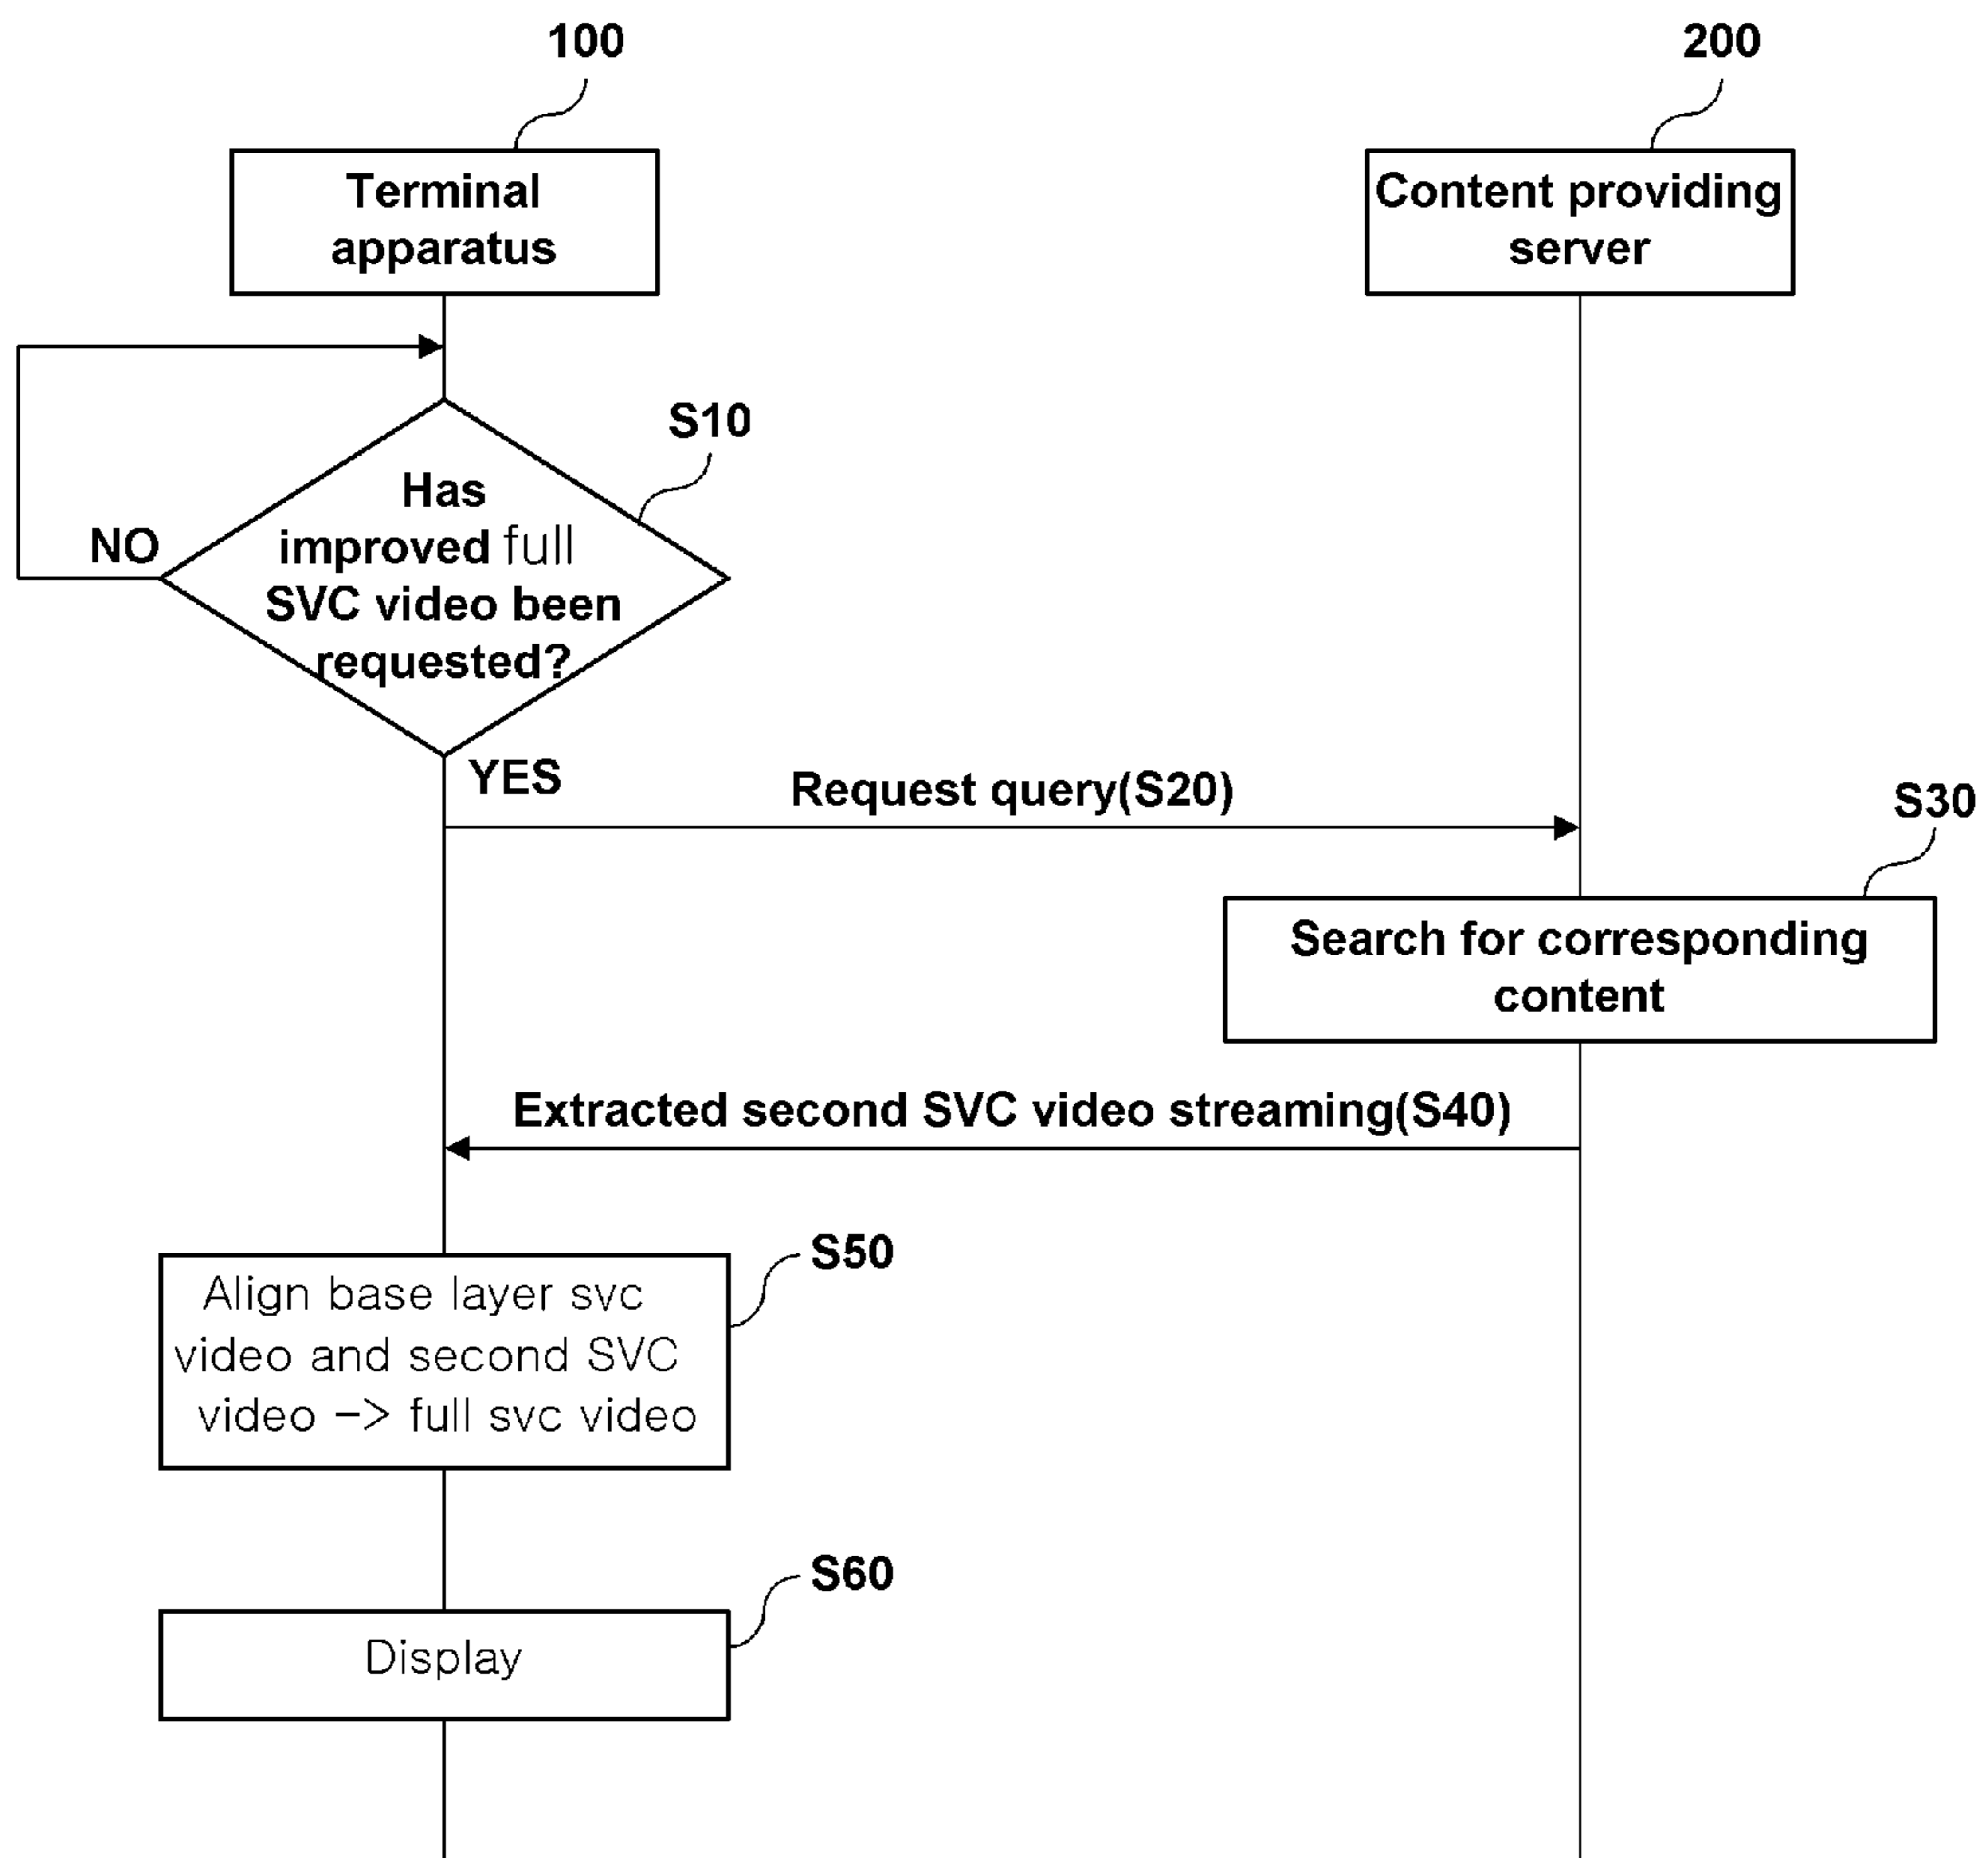 100
200
Terminal
apparatus
Content providing
server
S10
Has
improved full
SVC video been
requested?
NO
YES
Request query(S20)
S30
Search for corresponding
content
Extracted second SVC video streaming(S40)
S50
Align base layer svc
video and second SVC
video -> full svc video
S60
Display